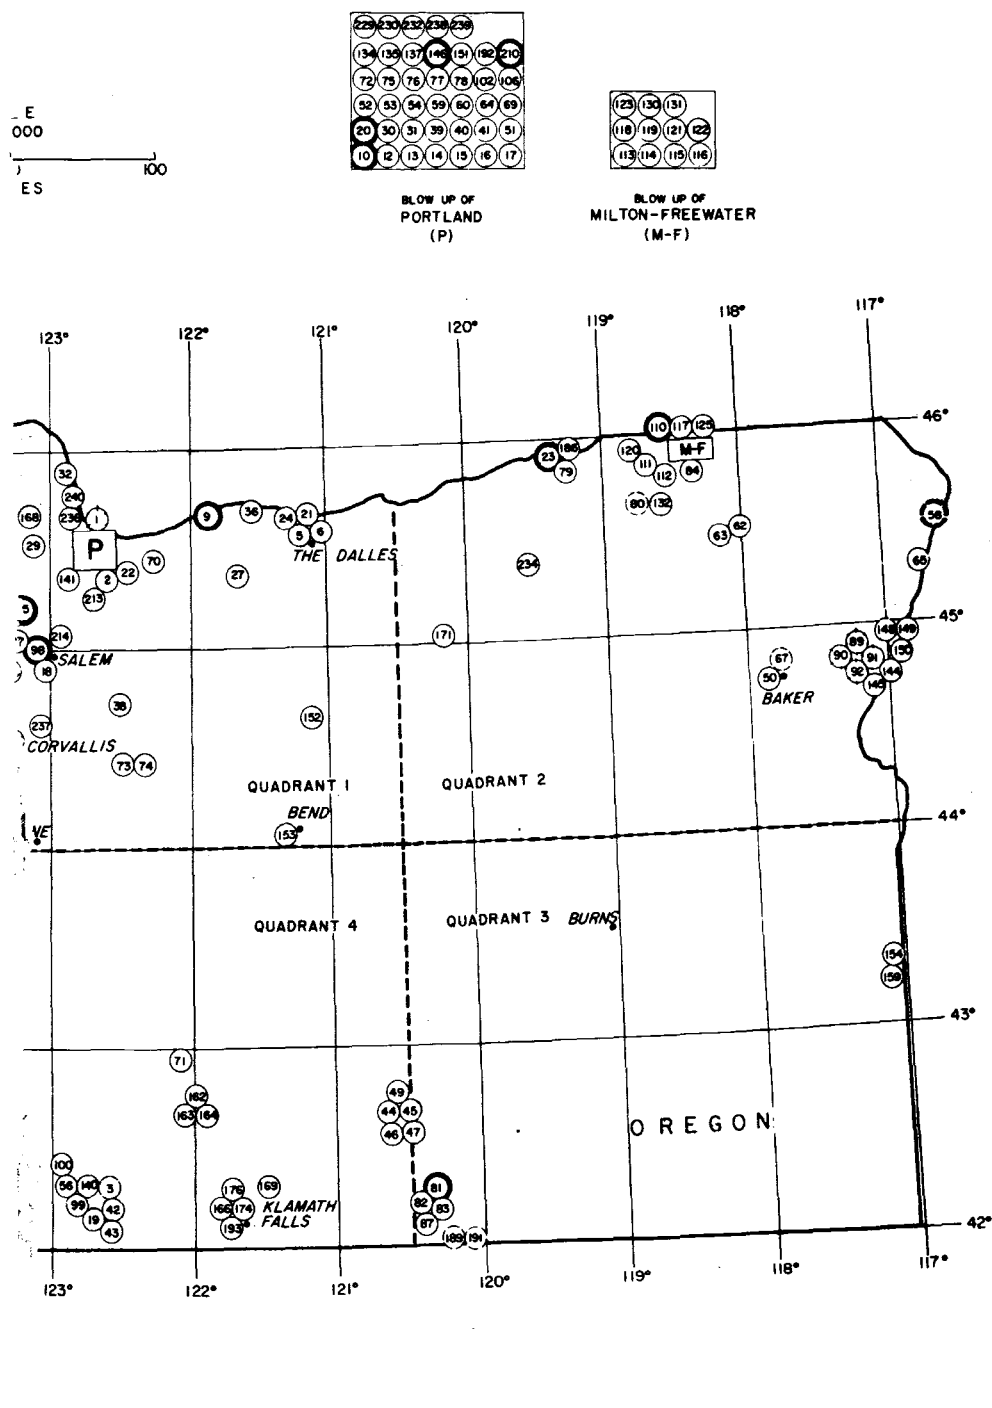 229 230 232 238 239
134 135 137 146 151 192 210
72 75 76 77 78 102 106
52 53 54 59 60 64 69
20 30 31 39 40 41 51
10 12 13 14 15 16 17
BLOW UP OF
PORTLAND
(P)
123 130 131
118 119 121 122
113 114 115 116
BLOW UP OF
MILTON-FREEWATER
(M-F)
E
000
100
ES
123° 122° 121° 120° 119° 118° 117°
46°
110 117 125
23 186 120 M-F
32 79 111 112 84
240 80 132
168 236 1 9 36 24 21 58
5 6 63 62
29 P THE DALLES
70 65
141 2 22 27 234
213
5
45°
214 171 148 149
98 89 150
SALEM 90 91
18 67 92 144
50 145
BAKER
38 152
237
CORVALLIS
73 74
QUADRANT 1 QUADRANT 2
BEND
NE 153
44°
QUADRANT 4 QUADRANT 3 BURNS
154
159
43°
71
49
162 44 45
163 164 46 47
OREGON
100
56 140 3 176 169 81
99 42 166 174 KLAMATH 82 83
19 193 FALLS 87
43 189 191
42°
123° 122° 121° 120° 119° 118° 117°